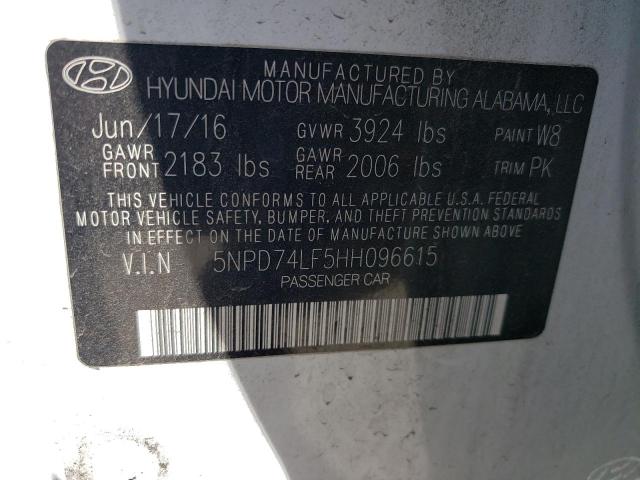 MANUFACTURED BY
HYUNDAI MOTOR MANUFACTURING ALABAMA, LLC
Jun/17/16 GVWR 3924 lbs PAINT W8
GAWR FRONT 2183 lbs GAWR REAR 2006 lbs TRIM PK
THIS VEHICLE CONFORMS TO ALL APPLICABLE U.S.A. FEDERAL
MOTOR VEHICLE SAFETY, BUMPER, AND THEFT PREVENTION STANDARDS
IN EFFECT ON THE DATE OF MANUFACTURE SHOWN ABOVE.
V.I.N 5NPD74LF5HH096615
PASSENGER CAR